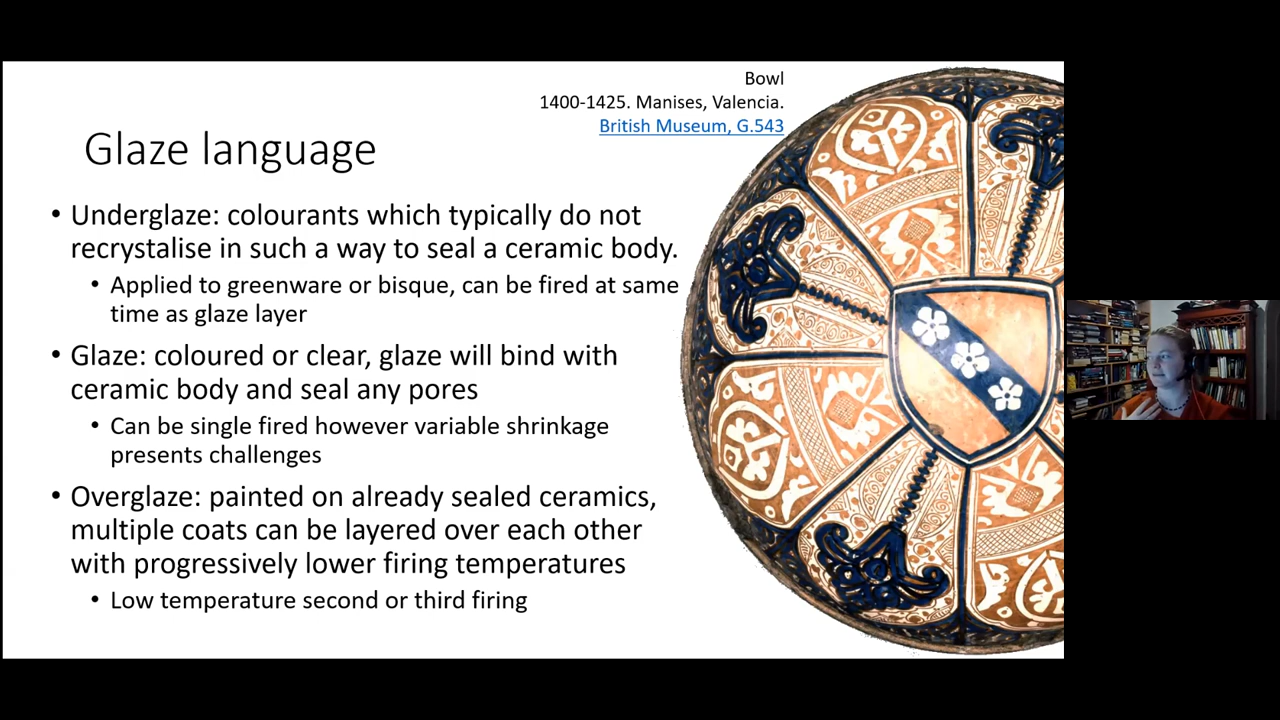 Bowl
1400-1425. Manises, Valencia.
British Museum, G.543
Glaze language
• Underglaze: colourants which typically do not
recrystalise in such a way to seal a ceramic body.
• Applied to greenware or bisque, can be fired at same
time as glaze layer
• Glaze: coloured or clear, glaze will bind with
ceramic body and seal any pores
• Can be single fired however variable shrinkage
presents challenges
• Overglaze: painted on already sealed ceramics,
multiple coats can be layered over each other
with progressively lower firing temperatures
• Low temperature second or third firing